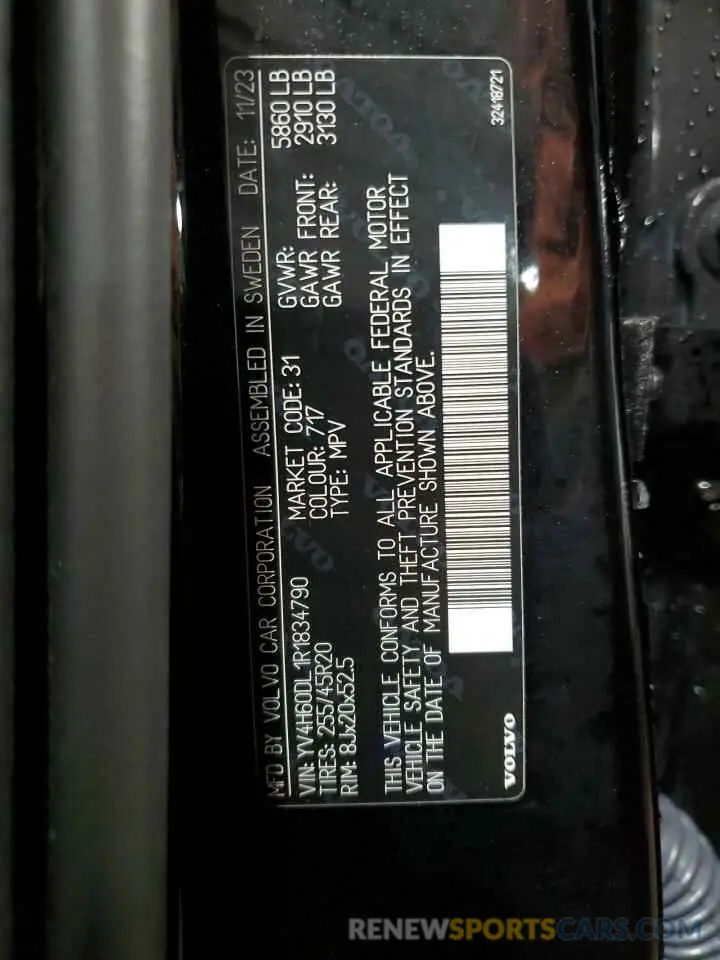 MFD BY VOLVO CAR CORPORATION ASSEMBLED IN SWEDEN DATE: 11/23
VIN: YV4H60DL1R1834790 MARKET CODE: 31 GVWR: 5860 LB
TIRES: 255/45R20 COLOUR: 717 GAWR FRONT: 2910 LB
RIM: 8Jx20x52.5 TYPE: MPV GAWR REAR: 3130 LB
THIS VEHICLE CONFORMS TO ALL APPLICABLE FEDERAL MOTOR
VEHICLE SAFETY AND THEFT PREVENTION STANDARDS IN EFFECT
ON THE DATE OF MANUFACTURE SHOWN ABOVE.
VOLVO 32418721
RENEWSPORTSCARS.COM